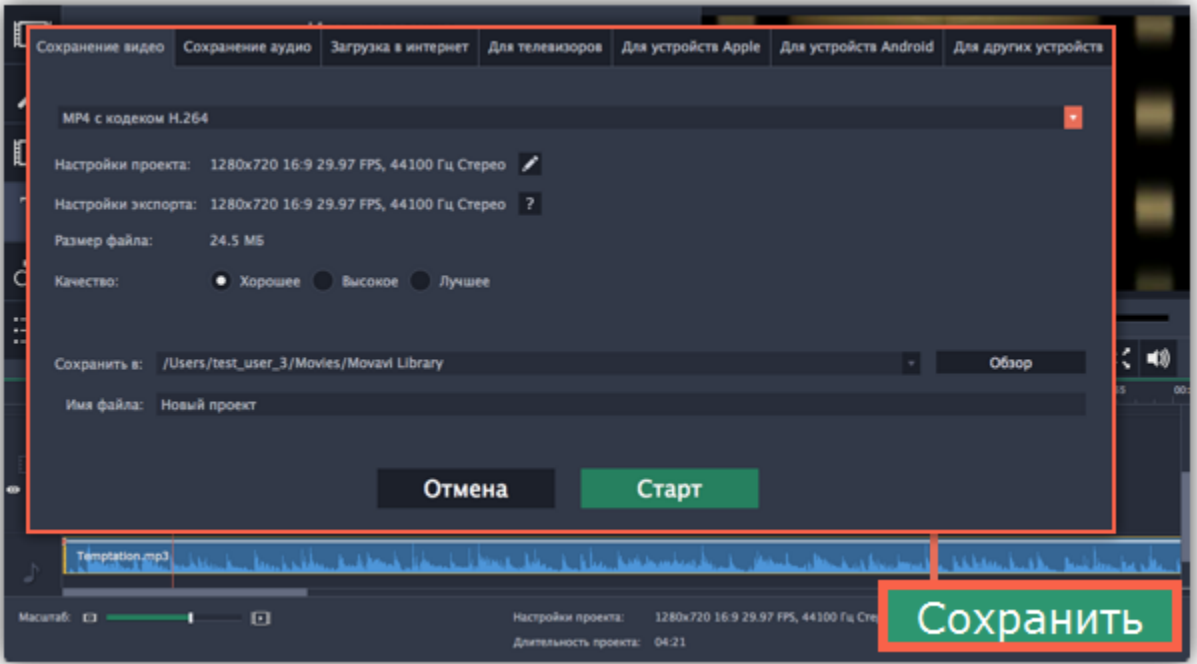 Сохранение видео Сохранение аудио Загрузка в интернет Для телевизоров Для устройств Apple Для устройств Android Для других устройств
MP4 с кодеком H.264
Настройки проекта: 1280x720 16:9 29.97 FPS, 44100 Гц Стерео
Настройки экспорта: 1280x720 16:9 29.97 FPS, 44100 Гц Стерео ?
Размер файла: 24.5 МБ
Качество: Хорошее Высокое Лучшее
Сохранить в: /Users/test_user_3/Movies/Movavi Library Обзор
Имя файла: Новый проект
Отмена Старт
Temptation.mp3
Масштаб: Настройки проекта: 1280x720 16:9 29.97 FPS, 44100 Гц Сте
Длительность проекта: 04:21
Сохранить